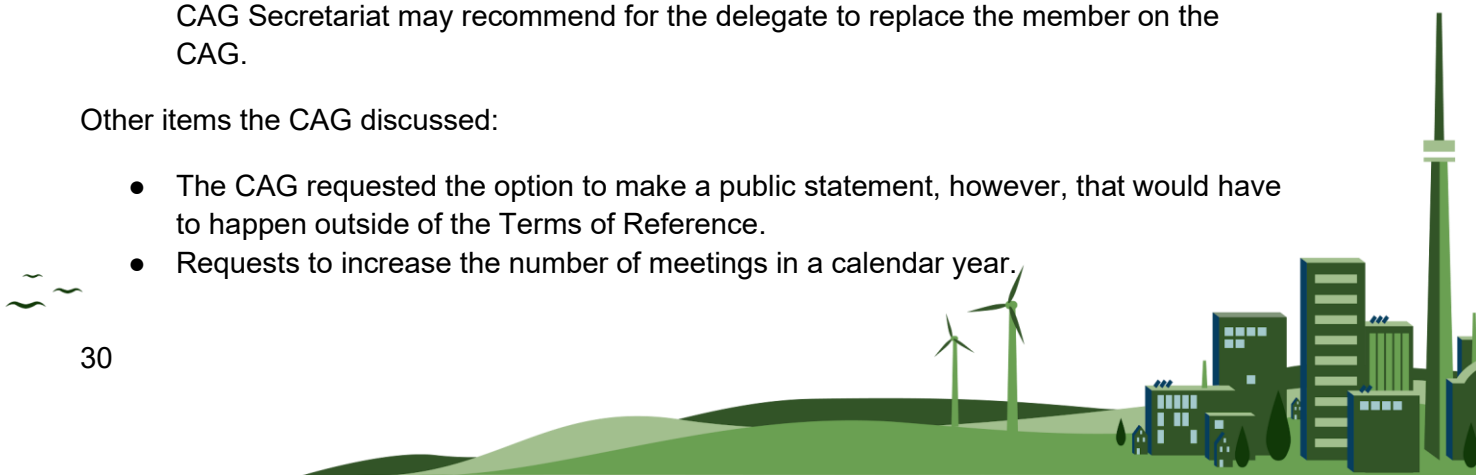 CAG Secretariat may recommend for the delegate to replace the member on the
CAG.
Other items the CAG discussed:
● The CAG requested the option to make a public statement, however, that would have
to happen outside of the Terms of Reference.
● Requests to increase the number of meetings in a calendar year.
30